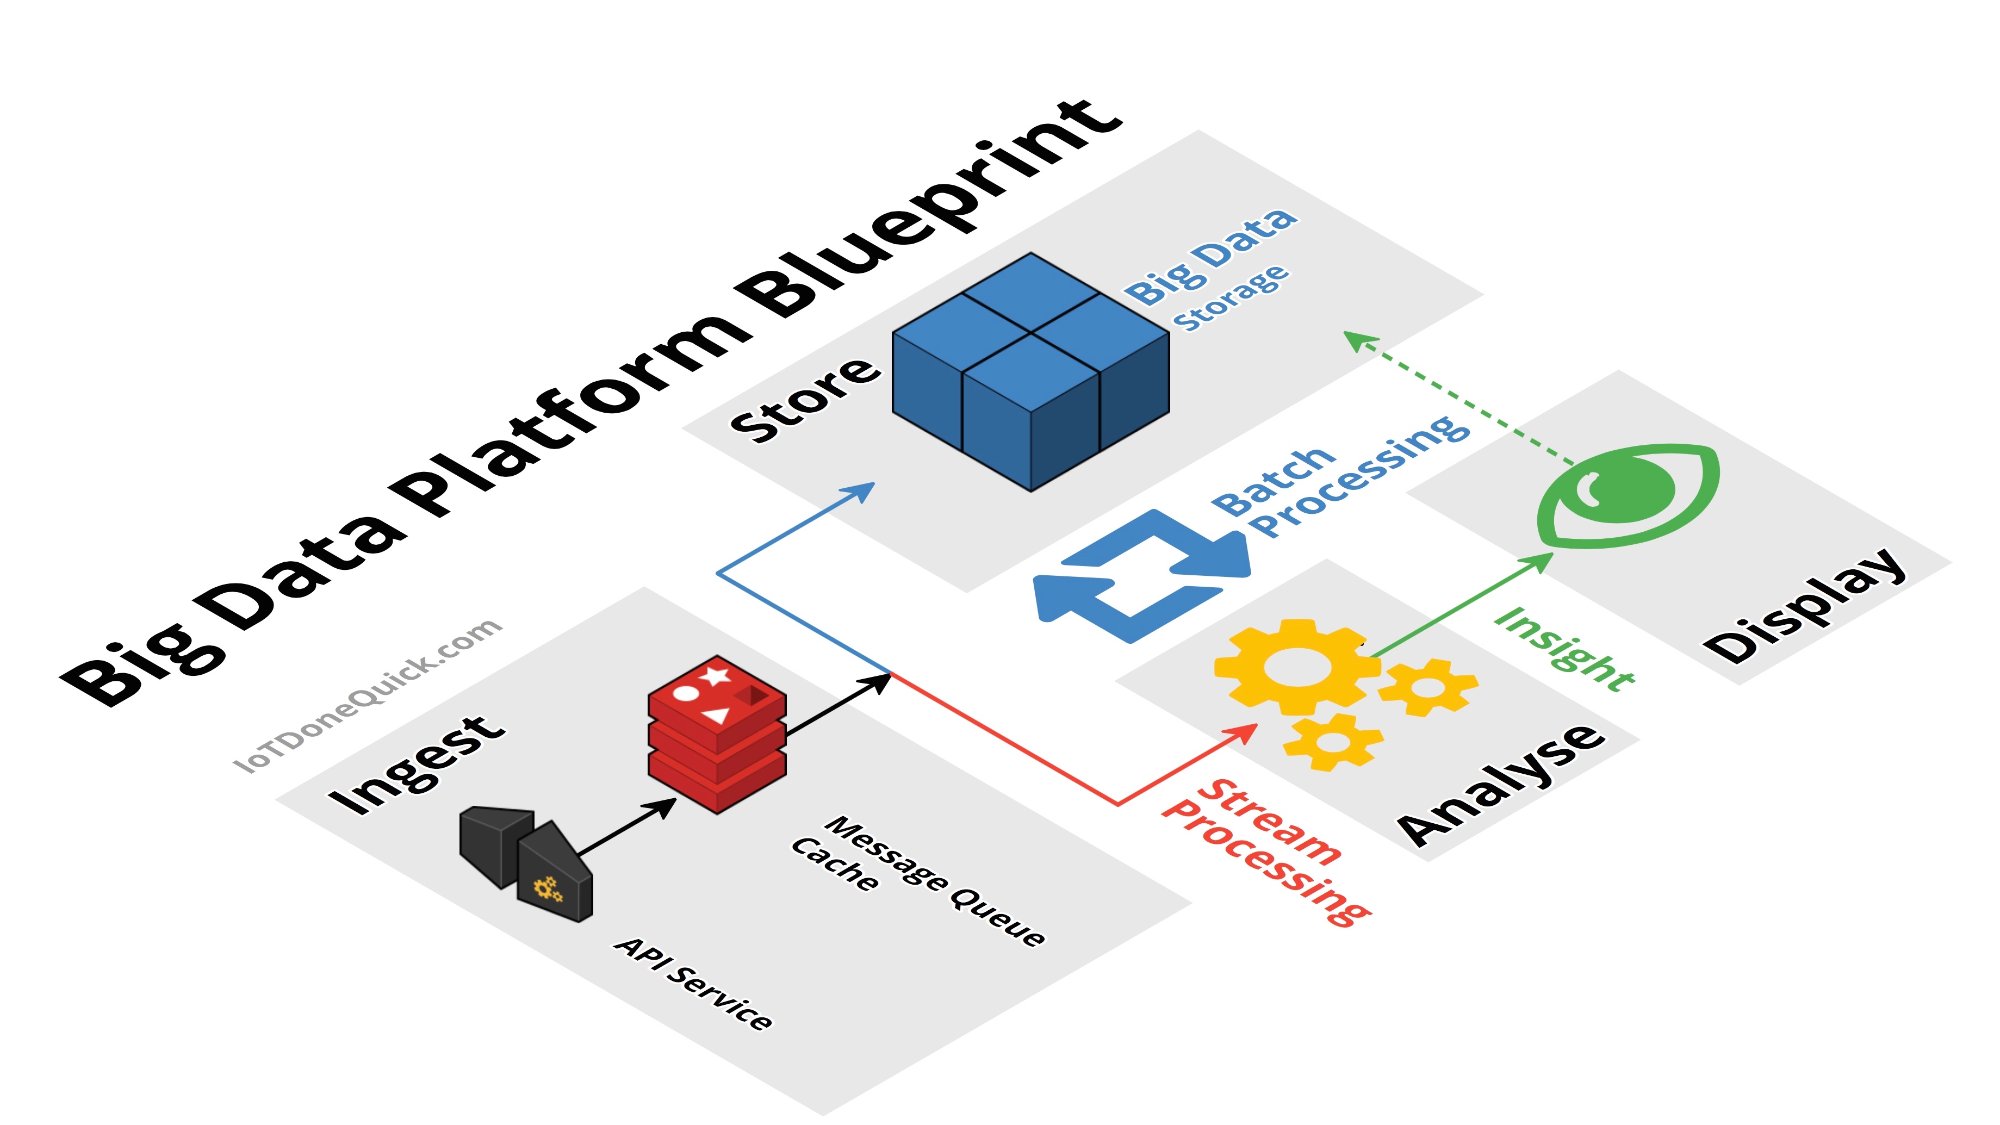 Big Data Platform Blueprint
IoTDoneQuick.com
Store
Big Data
Storage
Batch
Processing
Ingest
Message Queue
Cache
API Service
Stream
Processing
Analyse
Insight
Display